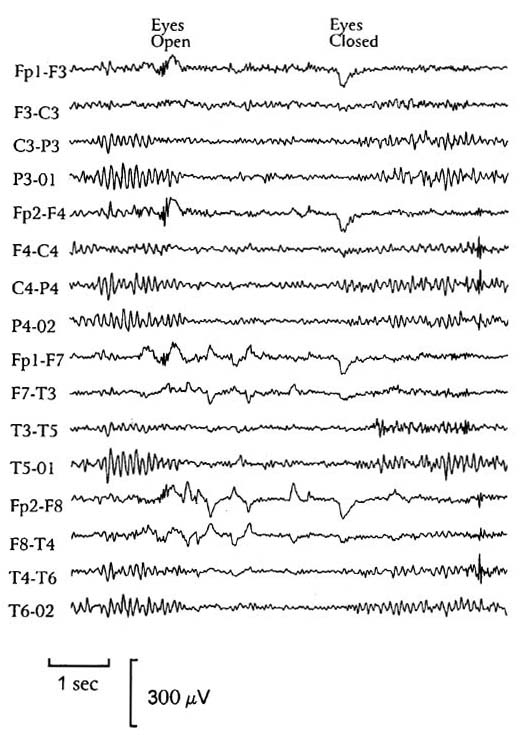 Eyes Open
Eyes Closed
Fp1-F3
F3-C3
C3-P3
P3-01
Fp2-F4
F4-C4
C4-P4
P4-02
Fp1-F7
F7-T3
T3-T5
T5-01
Fp2-F8
F8-T4
T4-T6
T6-02
1 sec
300 μV